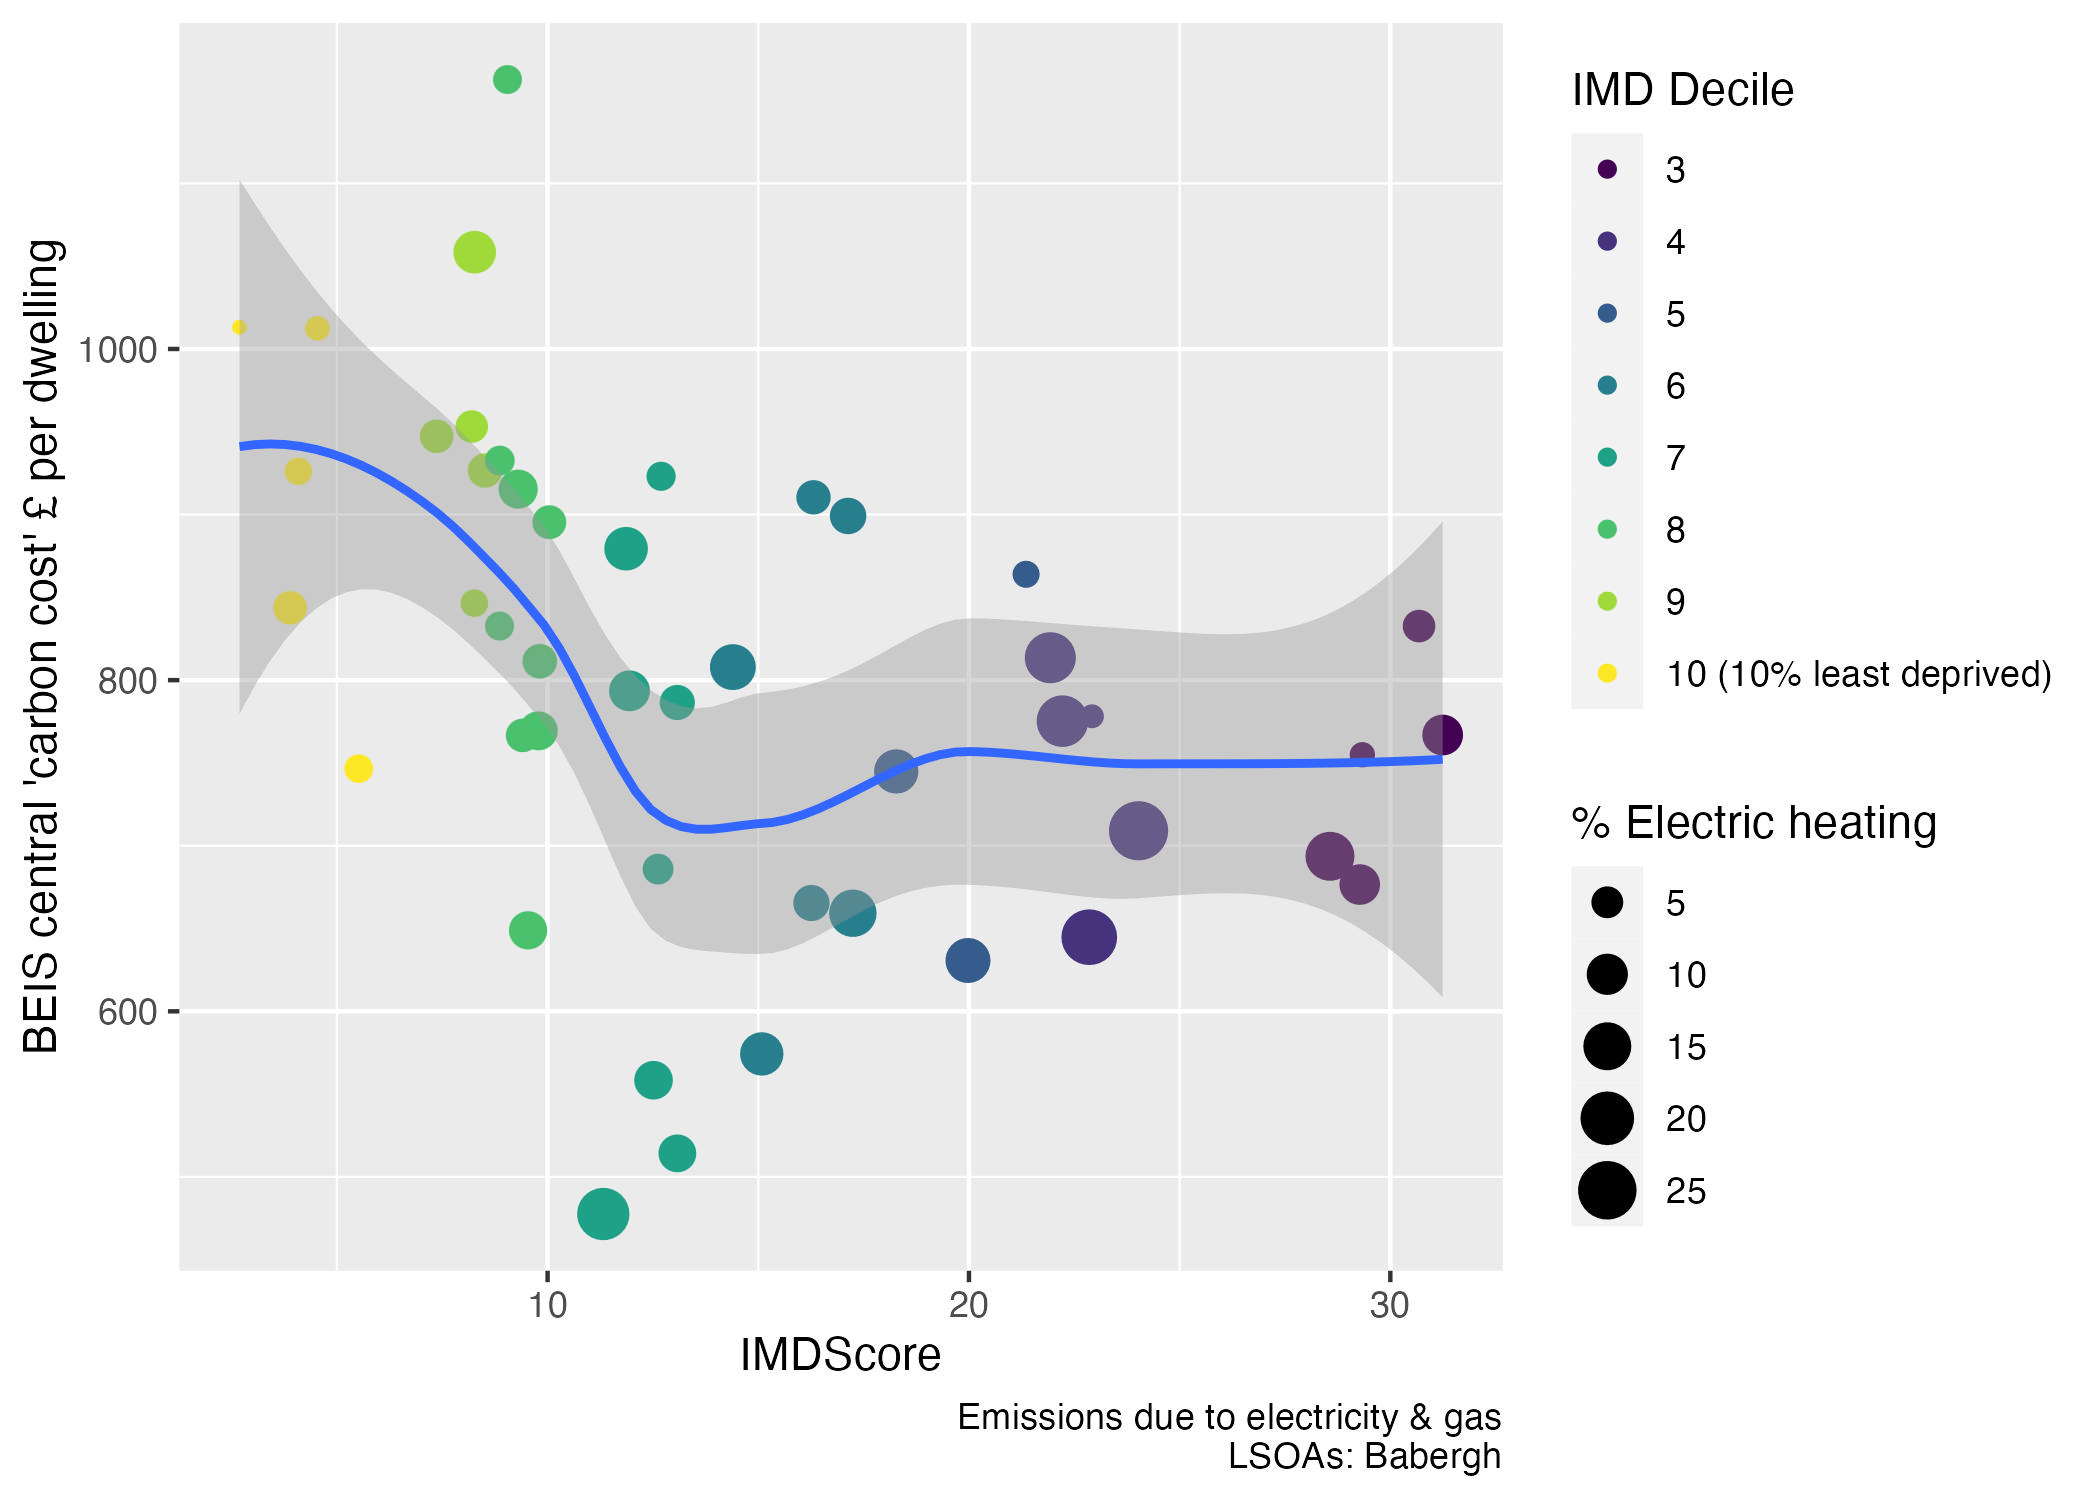 BEIS central 'carbon cost' £ per dwelling
1000
800
600
10
20
30
IMDScore
Emissions due to electricity & gas
LSOAs: Babergh
IMD Decile
3
4
5
6
7
8
9
10 (10% least deprived)
% Electric heating
5
10
15
20
25